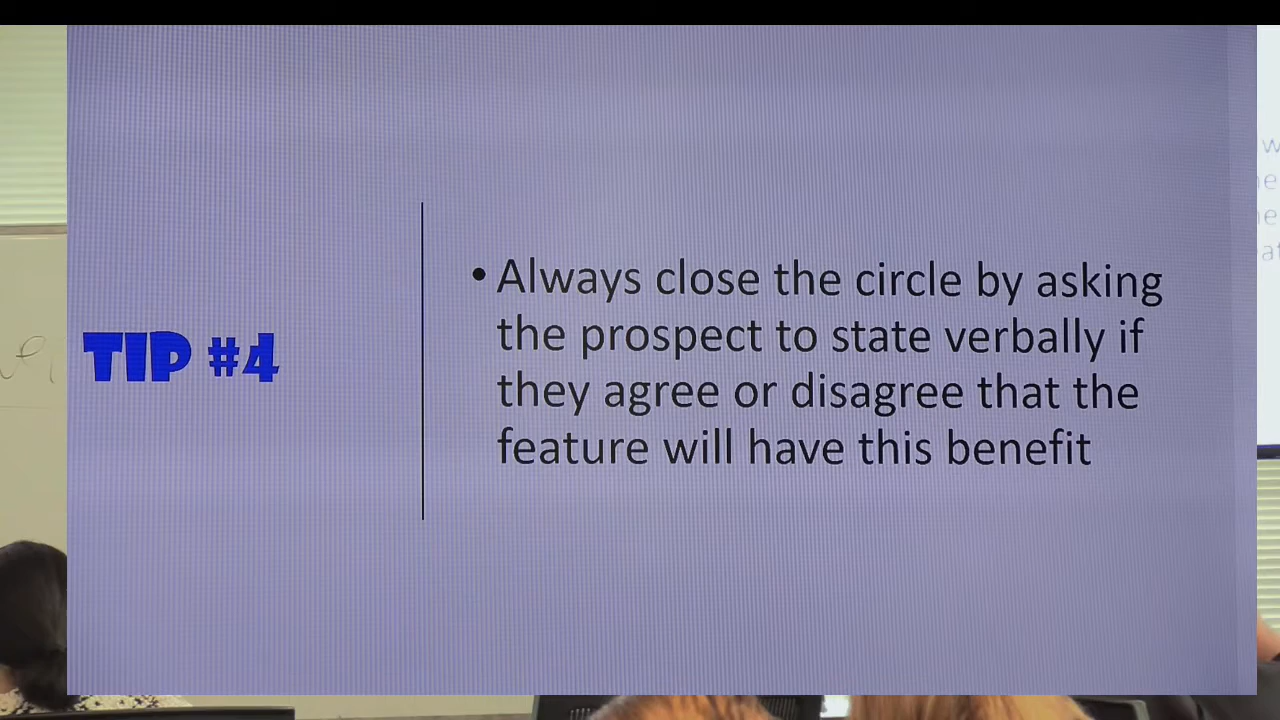 TIP #4
• Always close the circle by asking
the prospect to state verbally if
they agree or disagree that the
feature will have this benefit